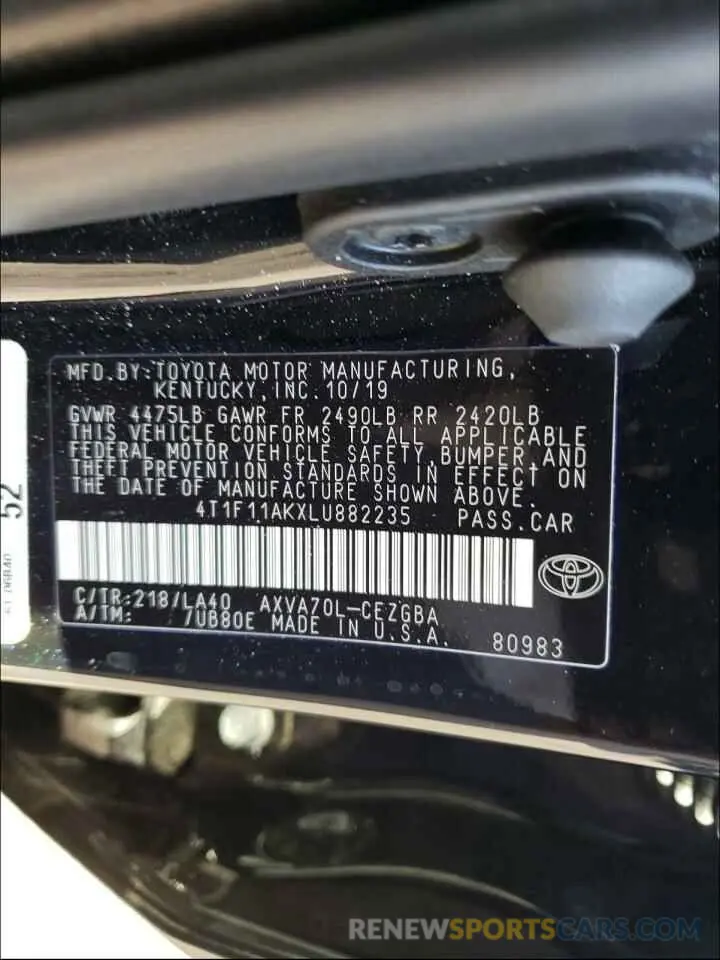 MFD.BY:TOYOTA MOTOR MANUFACTURING,
KENTUCKY,INC.10/19
GVWR 4475LB GAWR FR 2490LB RR 2420LB
THIS VEHICLE CONFORMS TO ALL APPLICABLE
FEDERAL MOTOR VEHICLE SAFETY,BUMPER,AND
THEFT PREVENTION STANDARDS IN EFFECT ON
THE DATE OF MANUFACTURE SHOWN ABOVE.
4T1F11AKXLU882235 PASS.CAR
C/TR:218/LA40 AXVA70L-CEZGBA
A/TM: /UB80E MADE IN U.S.A. 80983
52
RENEWSPORTSCARS.COM